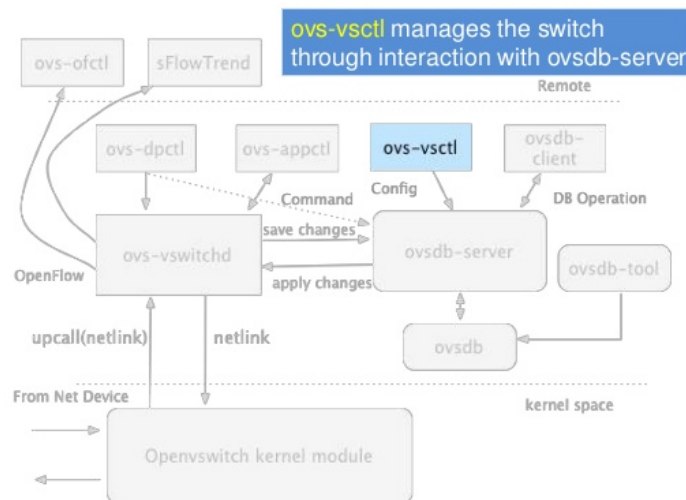 ovs-vsctl manages the switch
through interaction with ovsdb-server
ovs-ofctl
sFlowTrend
Remote
ovs-dpctl
ovs-appctl
ovs-vsctl
ovsdb-
client
Command
Config
DB Operation
save changes
ovs-vswitchd
ovsdb-server
ovsdb-tool
OpenFlow
apply changes
upcall(netlink)
netlink
ovsdb
From Net Device
kernel space
Openvswitch kernel module